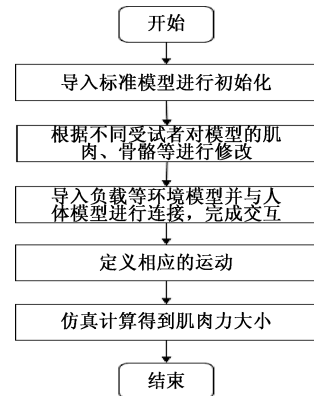 开始
导入标准模型进行初始化
根据不同受试者对模型的肌
肉、骨骼等进行修改
导入负载等环境模型并与人
体模型进行连接，完成交互
定义相应的运动
仿真计算得到肌肉力大小
结束